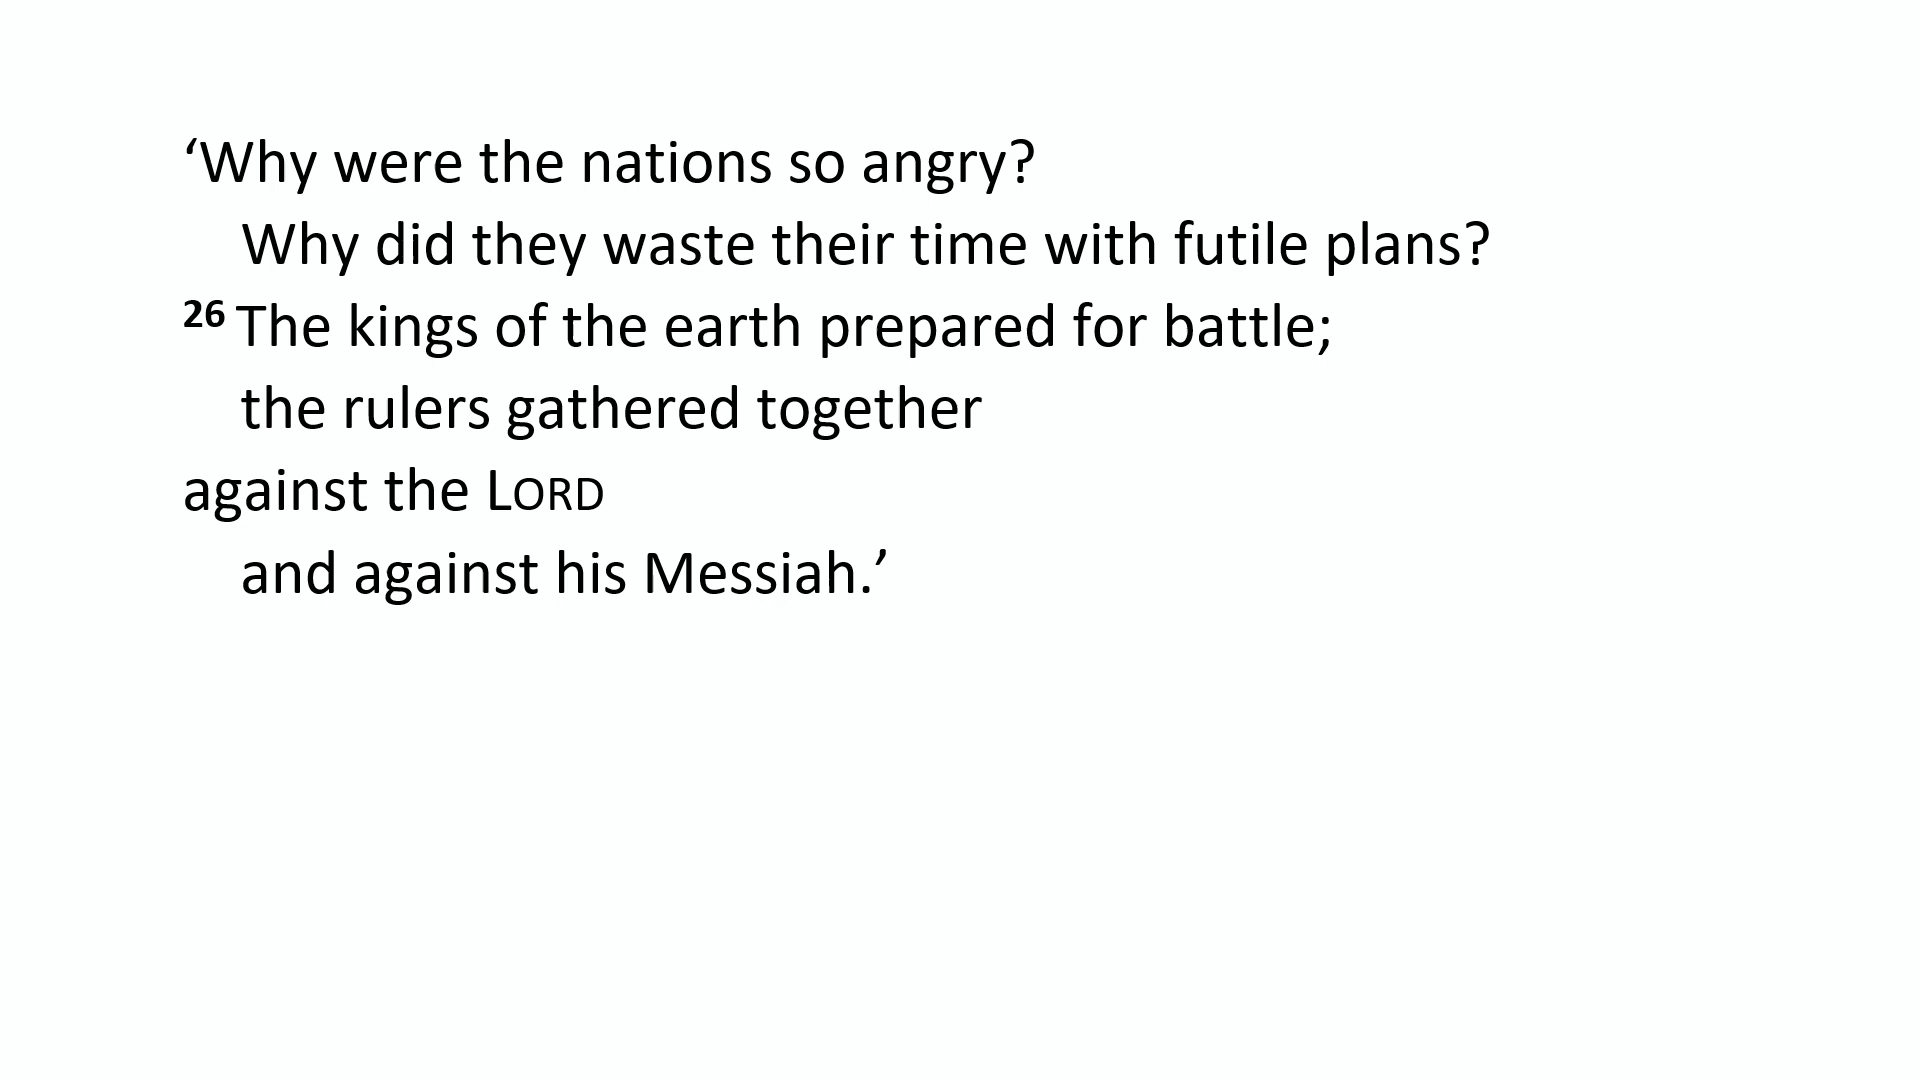 ‘Why were the nations so angry?
Why did they waste their time with futile plans?
26 The kings of the earth prepared for battle;
the rulers gathered together
against the LORD
and against his Messiah.’